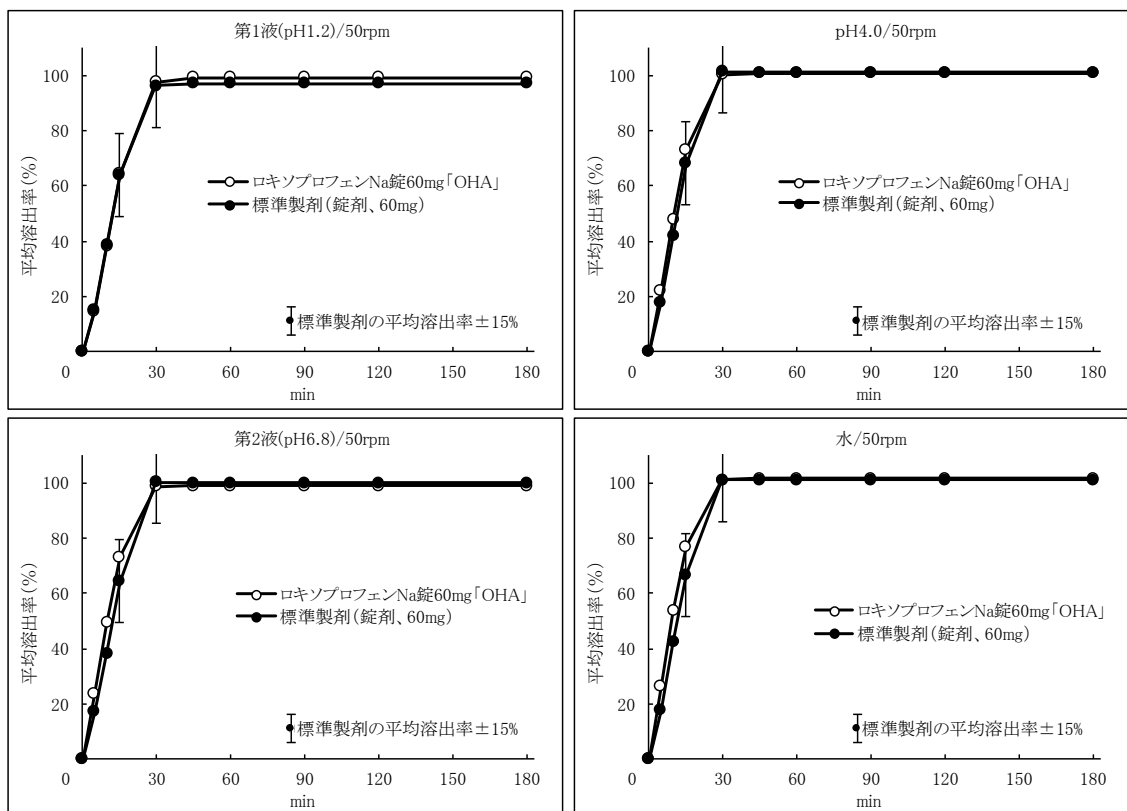 第1液(pH1.2)/50rpm
平均溶出率(%)
100
80
60
40
20
ロキソプロフェンNa錠60mg「OHA」
標準製剤(錠剤、60mg)
標準製剤の平均溶出率±15%
0 30 60 90 120 150 180
min
pH4.0/50rpm
平均溶出率(%)
100
80
60
40
20
ロキソプロフェンNa錠60mg「OHA」
標準製剤(錠剤、60mg)
標準製剤の平均溶出率±15%
0 30 60 90 120 150 180
min
第2液(pH6.8)/50rpm
平均溶出率(%)
100
80
60
40
20
ロキソプロフェンNa錠60mg「OHA」
標準製剤(錠剤、60mg)
標準製剤の平均溶出率±15%
0 30 60 90 120 150 180
min
水/50rpm
平均溶出率(%)
100
80
60
40
20
ロキソプロフェンNa錠60mg「OHA」
標準製剤(錠剤、60mg)
標準製剤の平均溶出率±15%
0 30 60 90 120 150 180
min